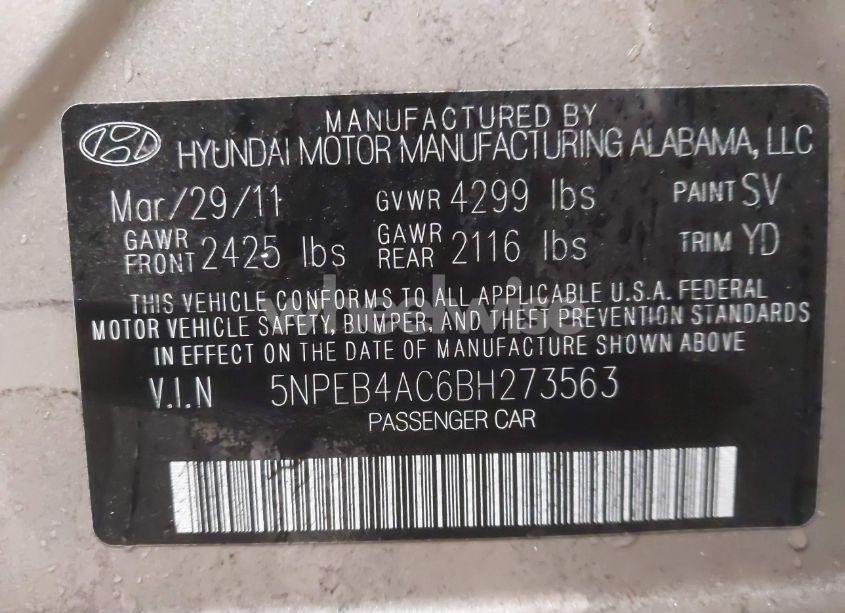 MANUFACTURED BY
HYUNDAI MOTOR MANUFACTURING ALABAMA, LLC
Mar/29/11 GVWR 4299 lbs PAINT SV
GAWR FRONT 2425 lbs GAWR REAR 2116 lbs TRIM YD
THIS VEHICLE CONFORMS TO ALL APPLICABLE U.S.A. FEDERAL
MOTOR VEHICLE SAFETY, BUMPER, AND THEFT PREVENTION STANDARDS
IN EFFECT ON THE DATE OF MANUFACTURE SHOWN ABOVE
V.I.N 5NPEB4AC6BH273563
PASSENGER CAR
wheelwise